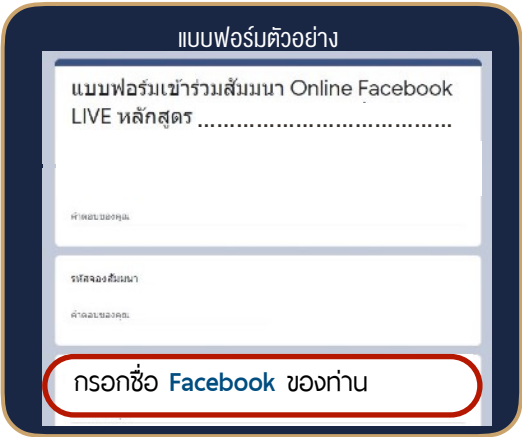 แบบฟอร์มตัวอย่าง
แบบฟอร์มเข้าร่วมสัมมนา Online Facebook
LIVE หลักสูตร ......................................
คำตอบของคุณ
รหัสจองสัมมนา
คำตอบของคุณ
กรอกชื่อ Facebook ของท่าน